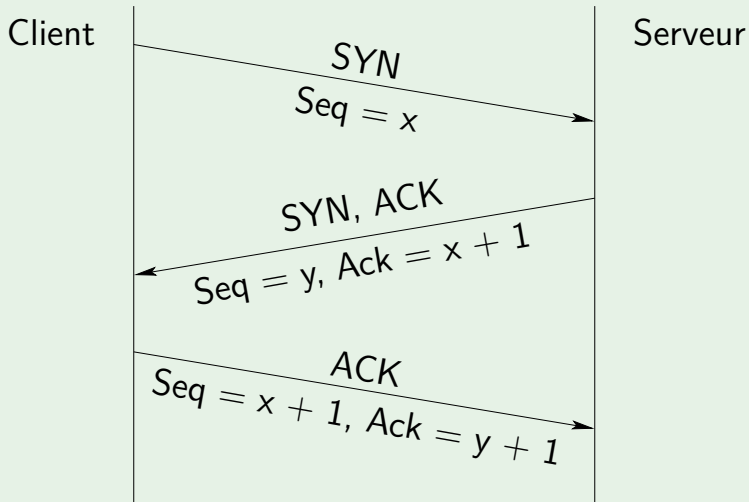 Client
Serveur
SYN
Seq = x
SYN, ACK
Seq = y, Ack = x + 1
ACK
Seq = x + 1, Ack = y + 1